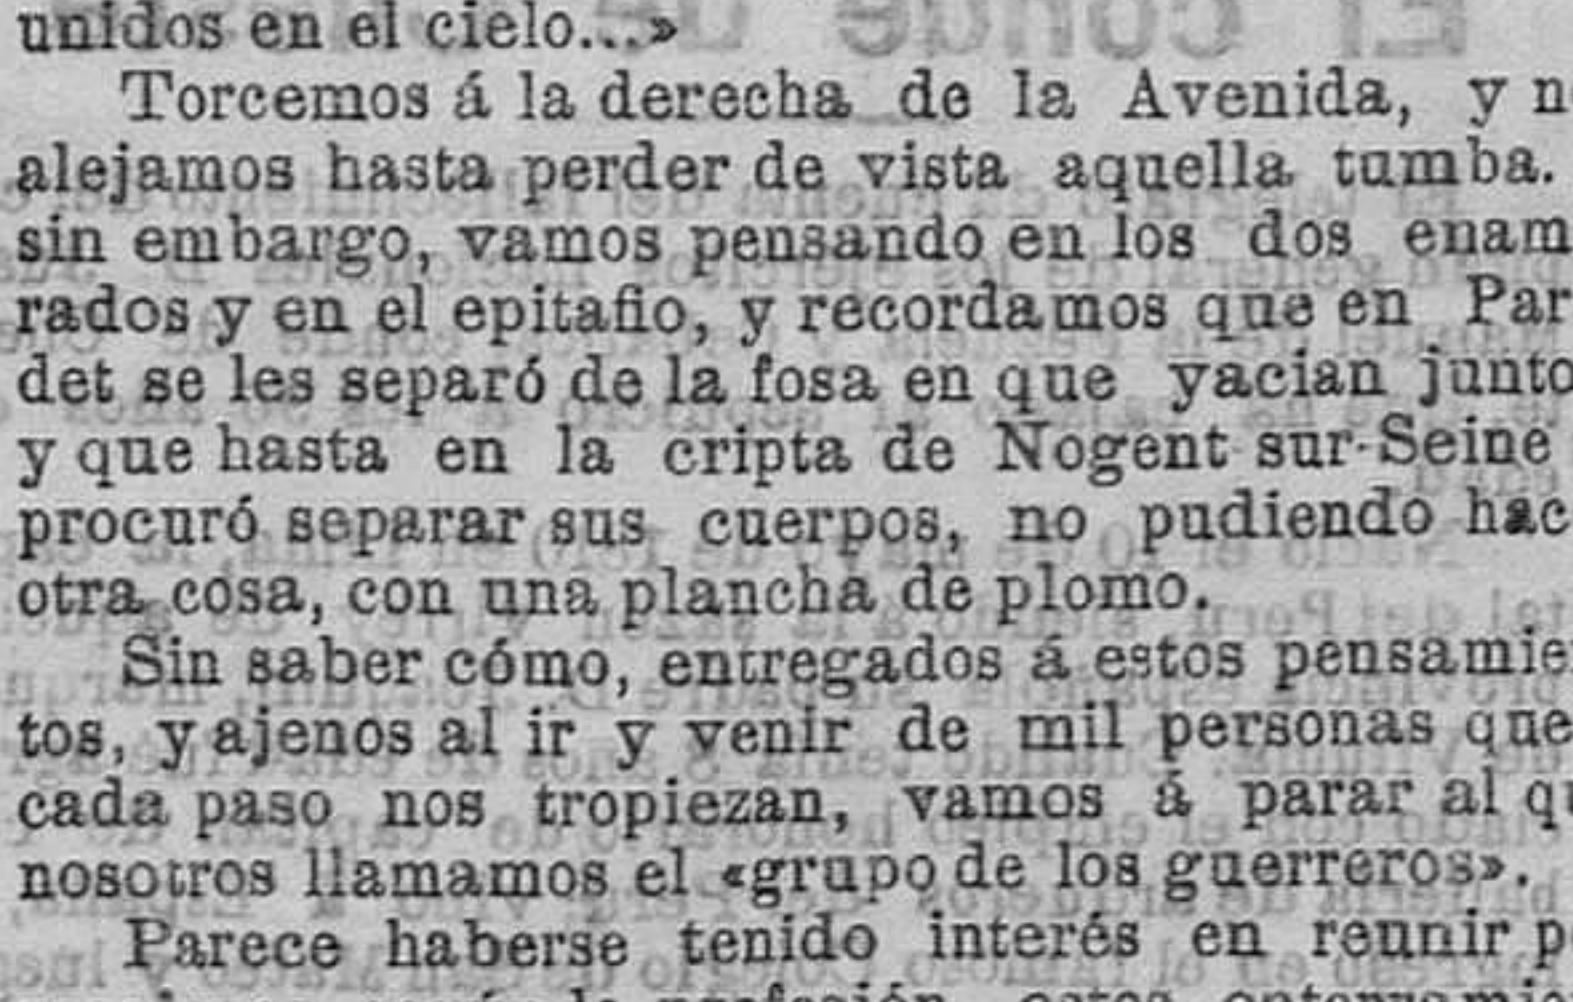 unidos en el cielo...»
Torcemos á la derecha de la Avenida, y n
alejamos hasta perder de vista aquella tumba.
sin embargo, vamos pensando en los dos enam
rados y en el epitafio, y recordamos que en Par
det se les separó de la fosa en que yacian junto
y que hasta en la cripta de Nogent sur-Seine
procuró separar sus cuerpos, no pudiendo hac
otra cosa, con una plancha de plomo.
Sin saber cómo, entregados á estos pensamie
tos, y ajenos al ir y venir de mil personas que
cada paso nos tropiezan, vamos á parar al qu
nosotros llamamos el «grupo de los guerreros».
Parece haberse tenido interés en reunir p